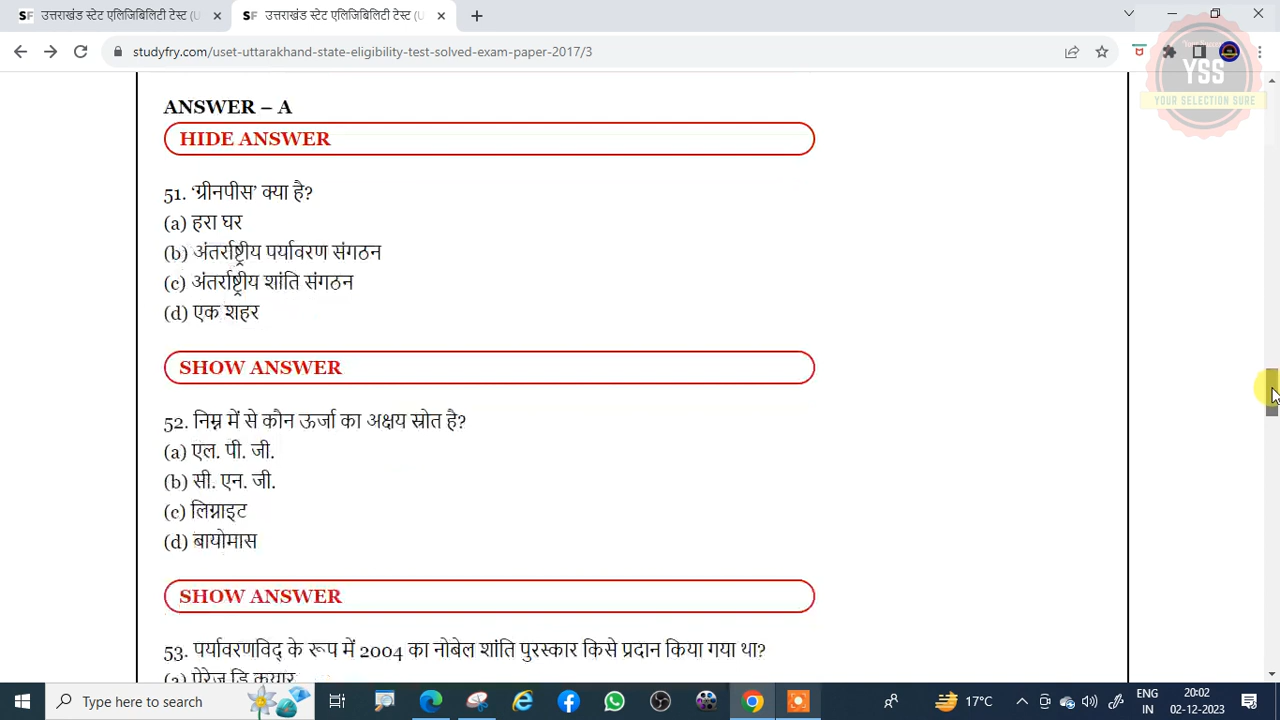 SF उत्तराखंड स्टेट एलिजिबिलिटी टेस्ट (U
SF उत्तराखंड स्टेट एलिजिबिलिटी टेस्ट (U
studyfry.com/uset-uttarakhand-state-eligibility-test-solved-exam-paper-2017/3
YSS
YOUR SELECTION SURE
ANSWER – A
HIDE ANSWER
51. ‘ग्रीनपीस’ क्या है?
(a) हरा घर
(b) अंतर्राष्ट्रीय पर्यावरण संगठन
(c) अंतर्राष्ट्रीय शांति संगठन
(d) एक शहर
SHOW ANSWER
52. निम्न में से कौन ऊर्जा का अक्षय स्रोत है?
(a) एल. पी. जी.
(b) सी. एन. जी.
(c) लिग्नाइट
(d) बायोमास
SHOW ANSWER
53. पर्यावरणविद् के रूप में 2004 का नोबेल शांति पुरस्कार किसे प्रदान किया गया था?
(a) पेरेज डि कुयार
Type here to search
17°C
ENG
IN
20:02
02-12-2023